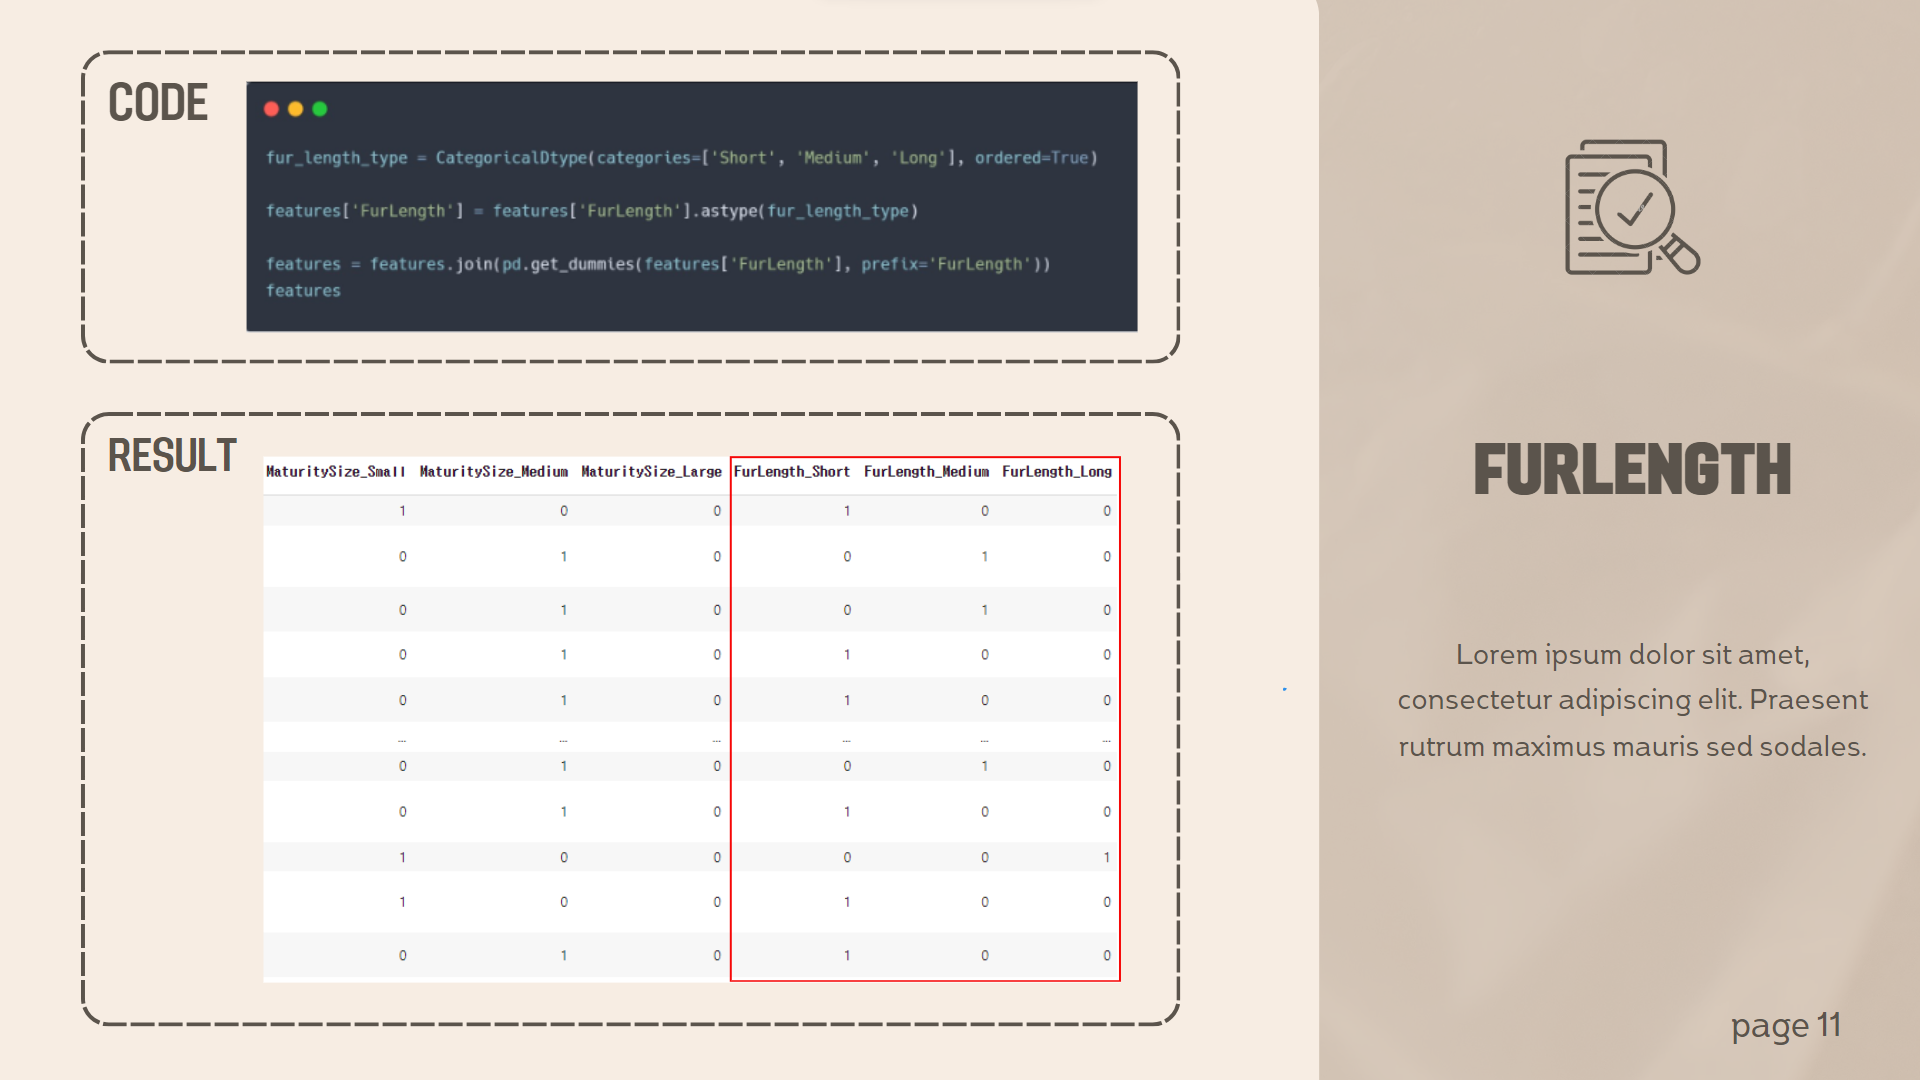 CODE
fur_length_type = CategoricalDtype(categories=['Short', 'Medium', 'Long'], ordered=True)
features['FurLength'] = features['FurLength'].astype(fur_length_type)
features = features.join(pd.get_dummies(features['FurLength'], prefix='FurLength'))
features
RESULT
MaturitySize_Small MaturitySize_Medium MaturitySize_Large FurLength_Short FurLength_Medium FurLength_Long
1 0 0 1 0 0
0 1 0 0 1 0
0 1 0 0 1 0
0 1 0 1 0 0
0 1 0 1 0 0
... ... ... ... ... ...
0 1 0 0 1 0
0 1 0 1 0 0
1 0 0 0 0 1
1 0 0 1 0 0
0 1 0 1 0 0
FURLENGTH
Lorem ipsum dolor sit amet,
consectetur adipiscing elit. Praesent
rutrum maximus mauris sed sodales.
page 11